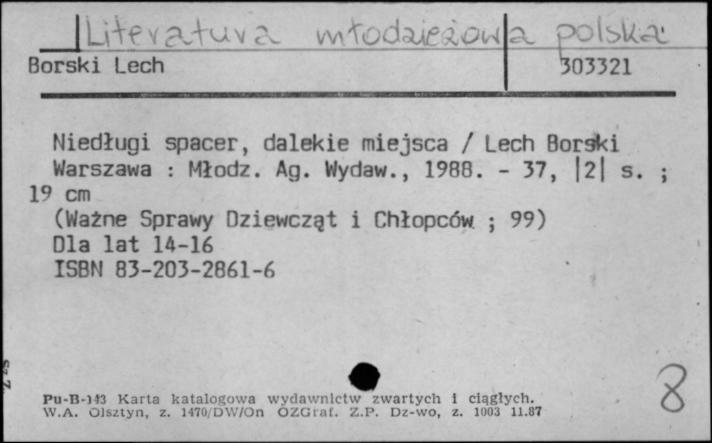 Literatura młodzieżowa polska
Borski Lech 303321
Niedługi spacer, dalekie miejsca / Lech Borski
Warszawa : Młodz. Ag. Wydaw., 1988. - 37, |2| s. ;
19 cm
(Ważne Sprawy Dziewcząt i Chłopców ; 99)
Dla lat 14-16
ISBN 83-203-2861-6
Pu-B-143 Karta katalogowa wydawnictw zwartych i ciągłych.
W.A. Olsztyn, z. 1470/DW/On OZGraf. Z.P. Dz-wo, z. 1003 11.87
8